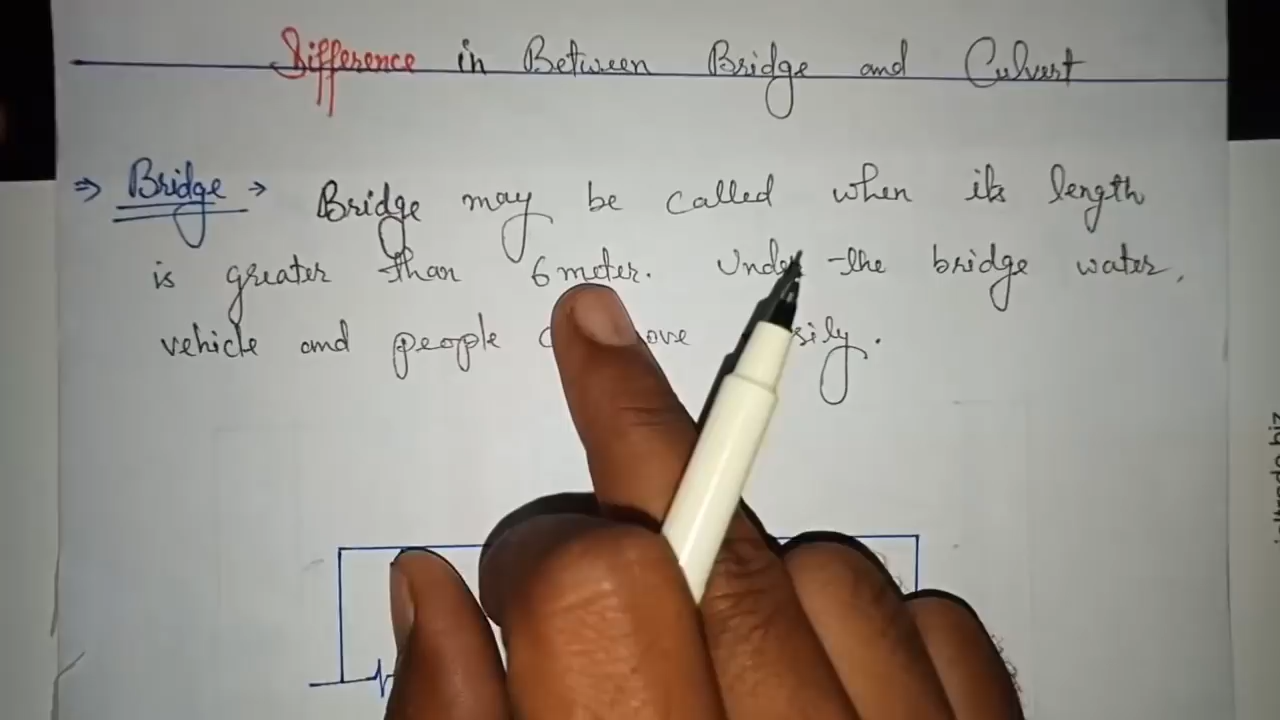 Difference in Between Bridge and Culvert
⇒ Bridge → Bridge may be called when its length
is greater than 6 meter. Under the bridge water,
vehicle and people